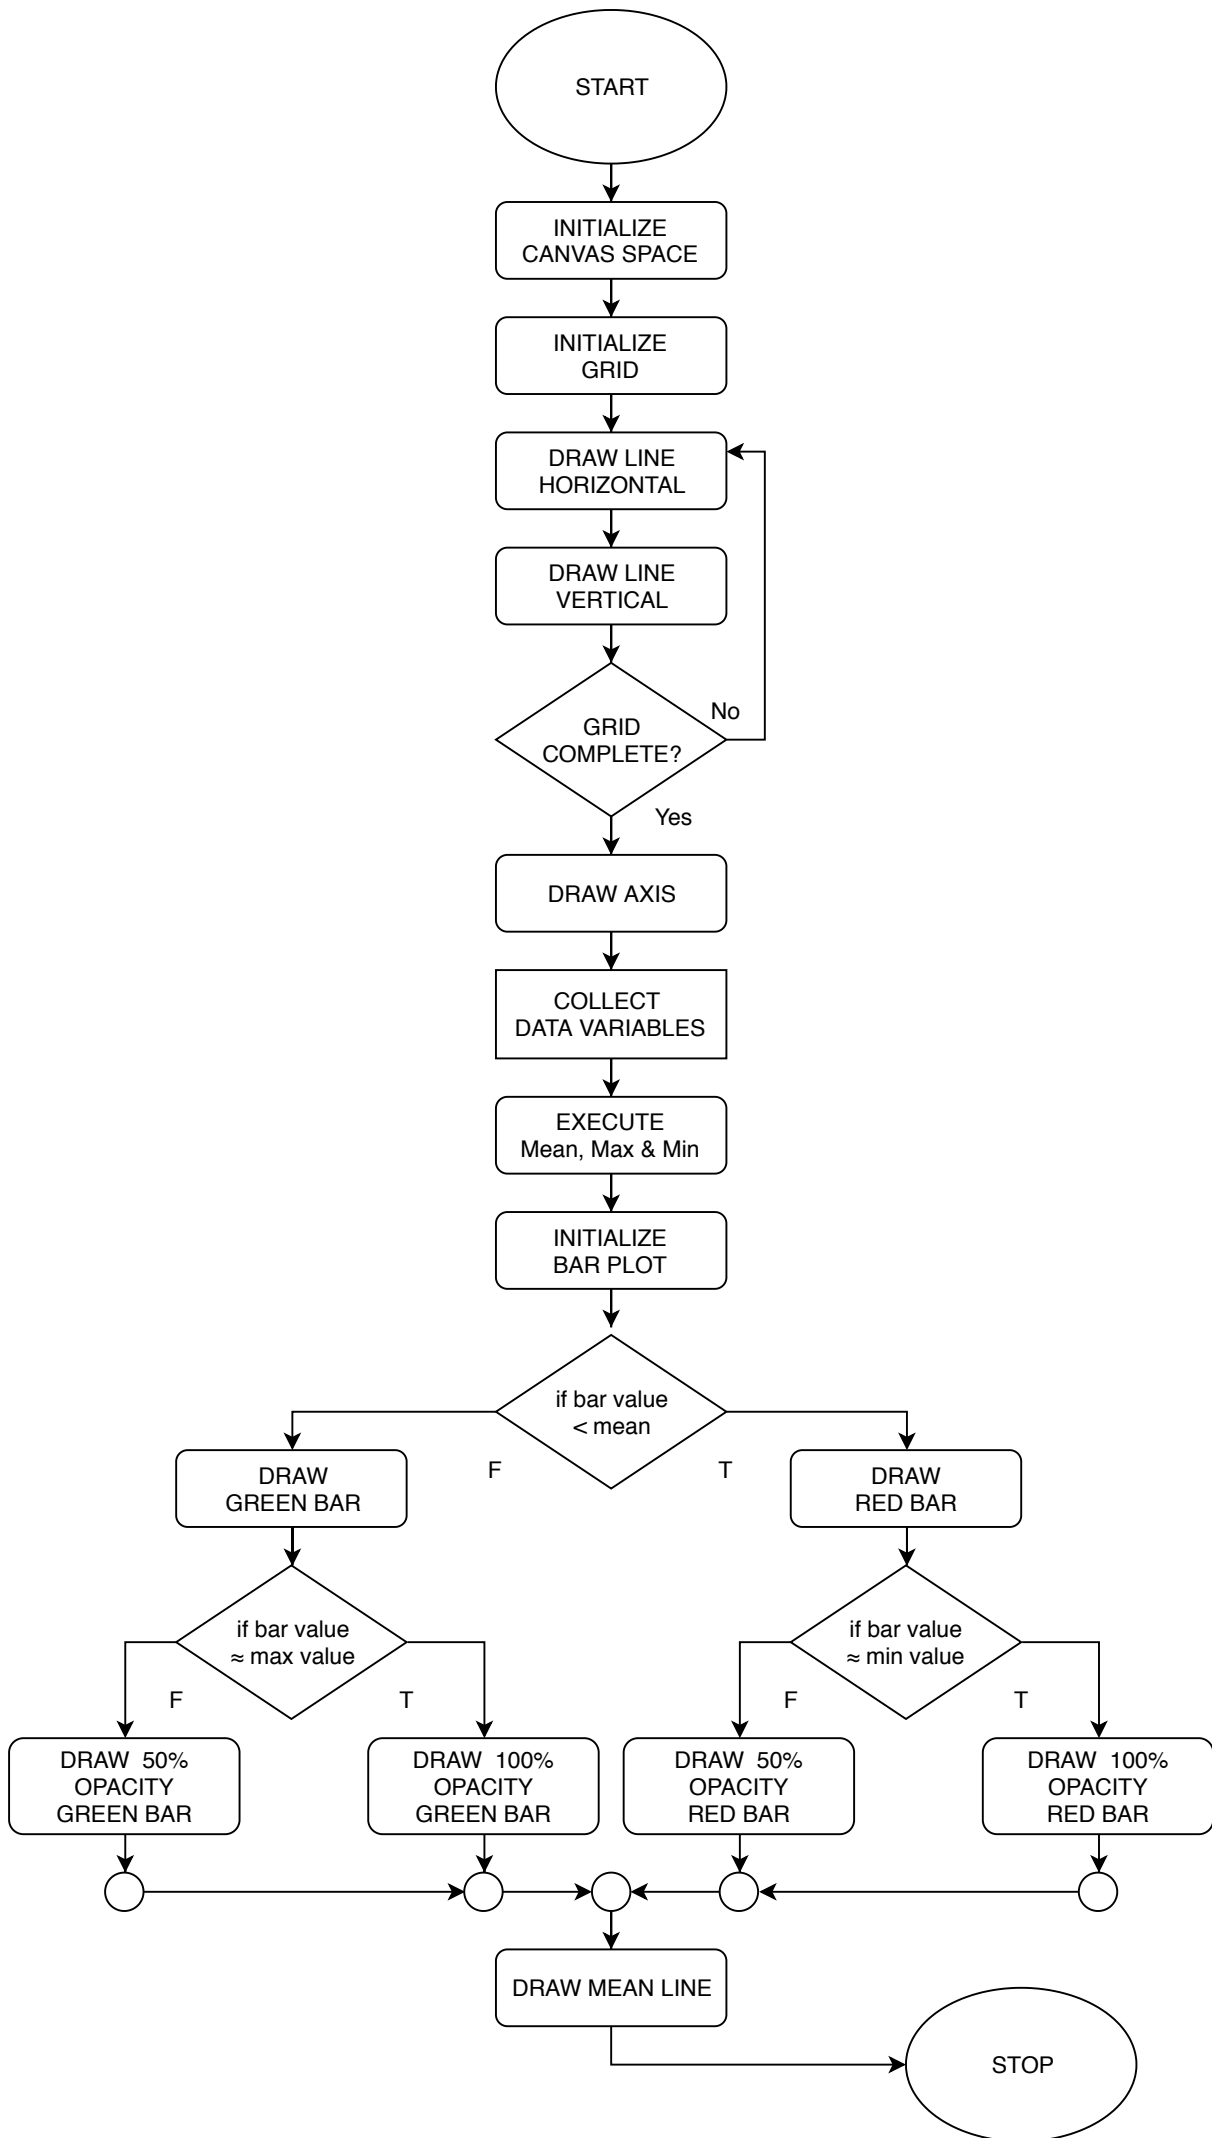 START
INITIALIZE
CANVAS SPACE
INITIALIZE
GRID
DRAW LINE
HORIZONTAL
DRAW LINE
VERTICAL
No
GRID
COMPLETE?
Yes
DRAW AXIS
COLLECT
DATA VARIABLES
EXECUTE
Mean, Max & Min
INITIALIZE
BAR PLOT
if bar value
< mean
F
T
DRAW
GREEN BAR
DRAW
RED BAR
if bar value
≈ max value
if bar value
≈ min value
F
T
F
T
DRAW 50%
OPACITY
GREEN BAR
DRAW 100%
OPACITY
GREEN BAR
DRAW 50%
OPACITY
RED BAR
DRAW 100%
OPACITY
RED BAR
DRAW MEAN LINE
STOP